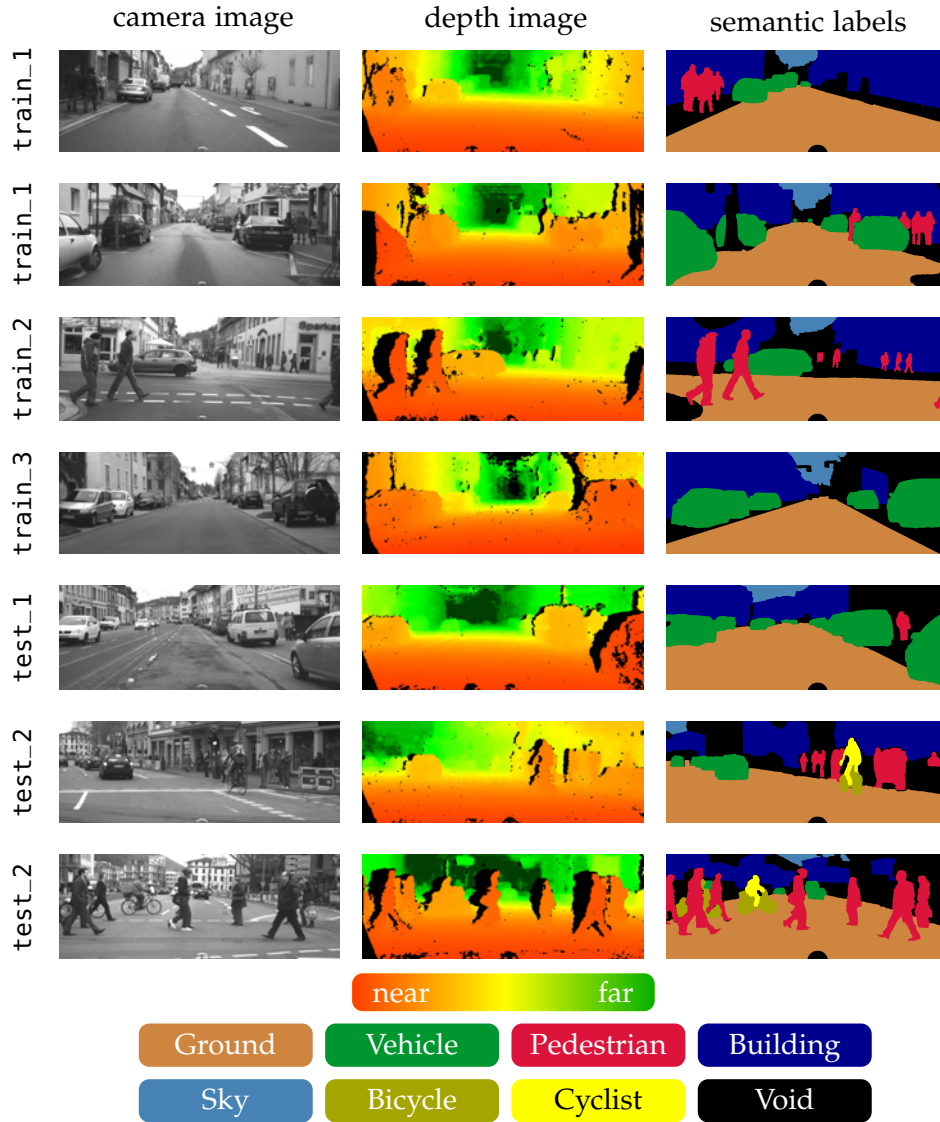 camera image depth image semantic labels
train_1
train_1
train_2
Sparkas
train_3
test_1
test_2
test_2
near far
Ground Vehicle Pedestrian Building
Sky Bicycle Cyclist Void